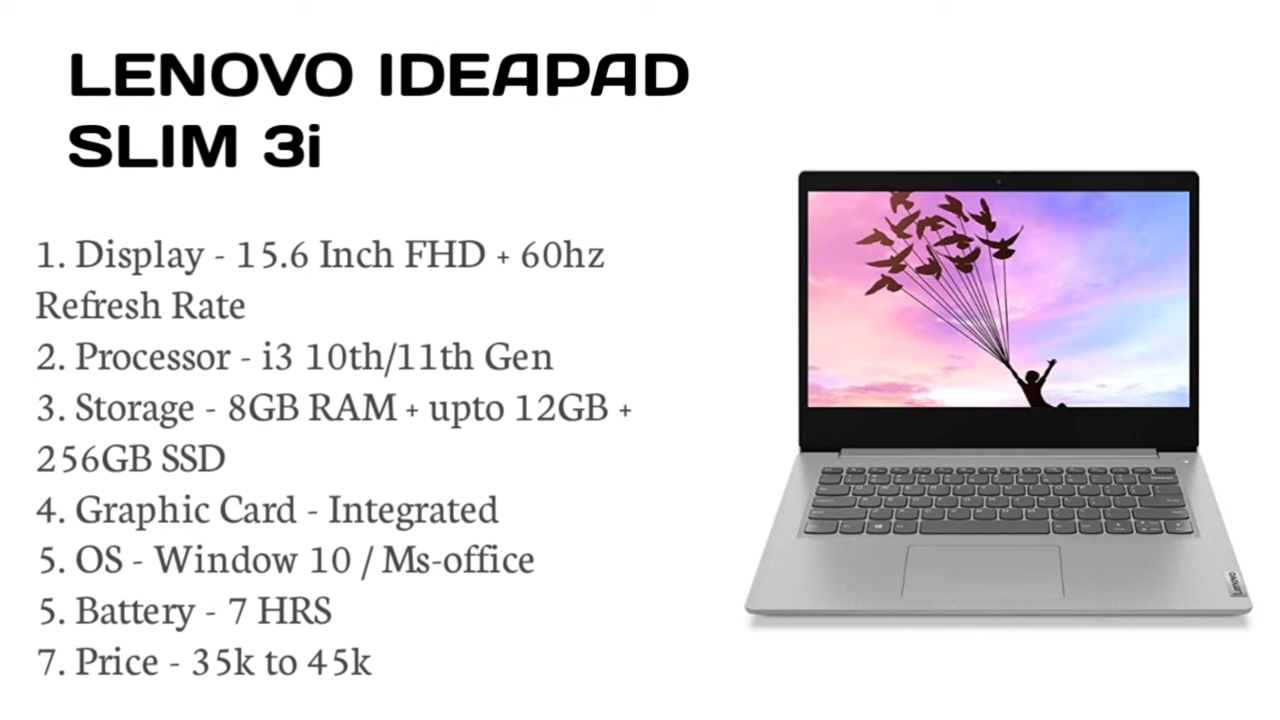 LENOVO IDEAPAD
SLIM 3i
1. Display - 15.6 Inch FHD + 60hz
Refresh Rate
2. Processor - i3 10th/11th Gen
3. Storage - 8GB RAM + upto 12GB +
256GB SSD
4. Graphic Card - Integrated
5. OS - Window 10 / Ms-office
5. Battery - 7 HRS
7. Price - 35k to 45k
Lenovo